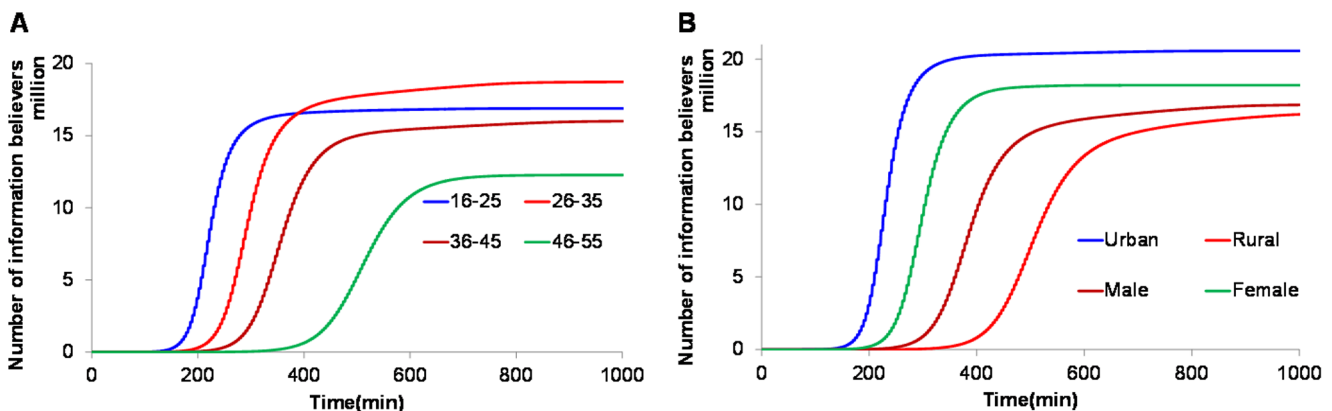 A
Number of information believers
million
20
15
10
5
0
16-25
26-35
36-45
46-55
0 200 400 600 800 1000
Time(min)
B
Number of information believers
million
20
15
10
5
0
Urban
Rural
Male
Female
0 200 400 600 800 1000
Time(min)